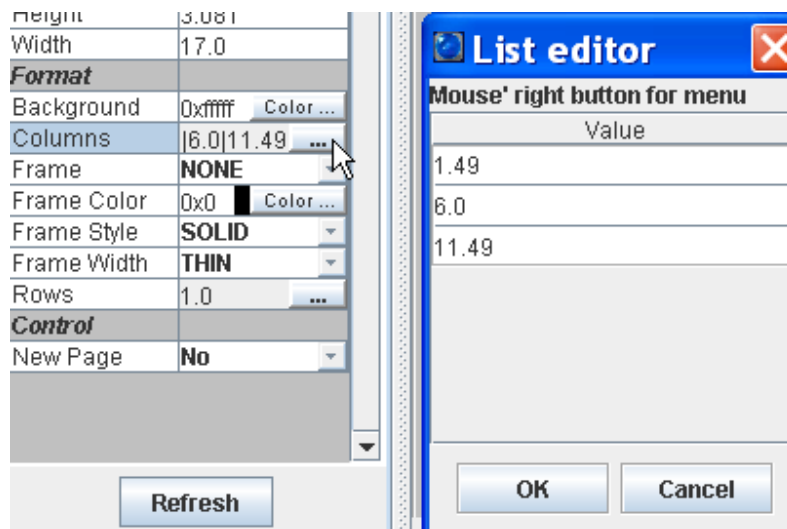 Height 3.081
Width 17.0
Format
Background 0xffffff Color ...
Columns |6.0|11.49 ...
Frame NONE
Frame Color 0x0 Color ...
Frame Style SOLID
Frame Width THIN
Rows 1.0 ...
Control
New Page No
Refresh
List editor
Mouse' right button for menu
Value
1.49
6.0
11.49
OK Cancel